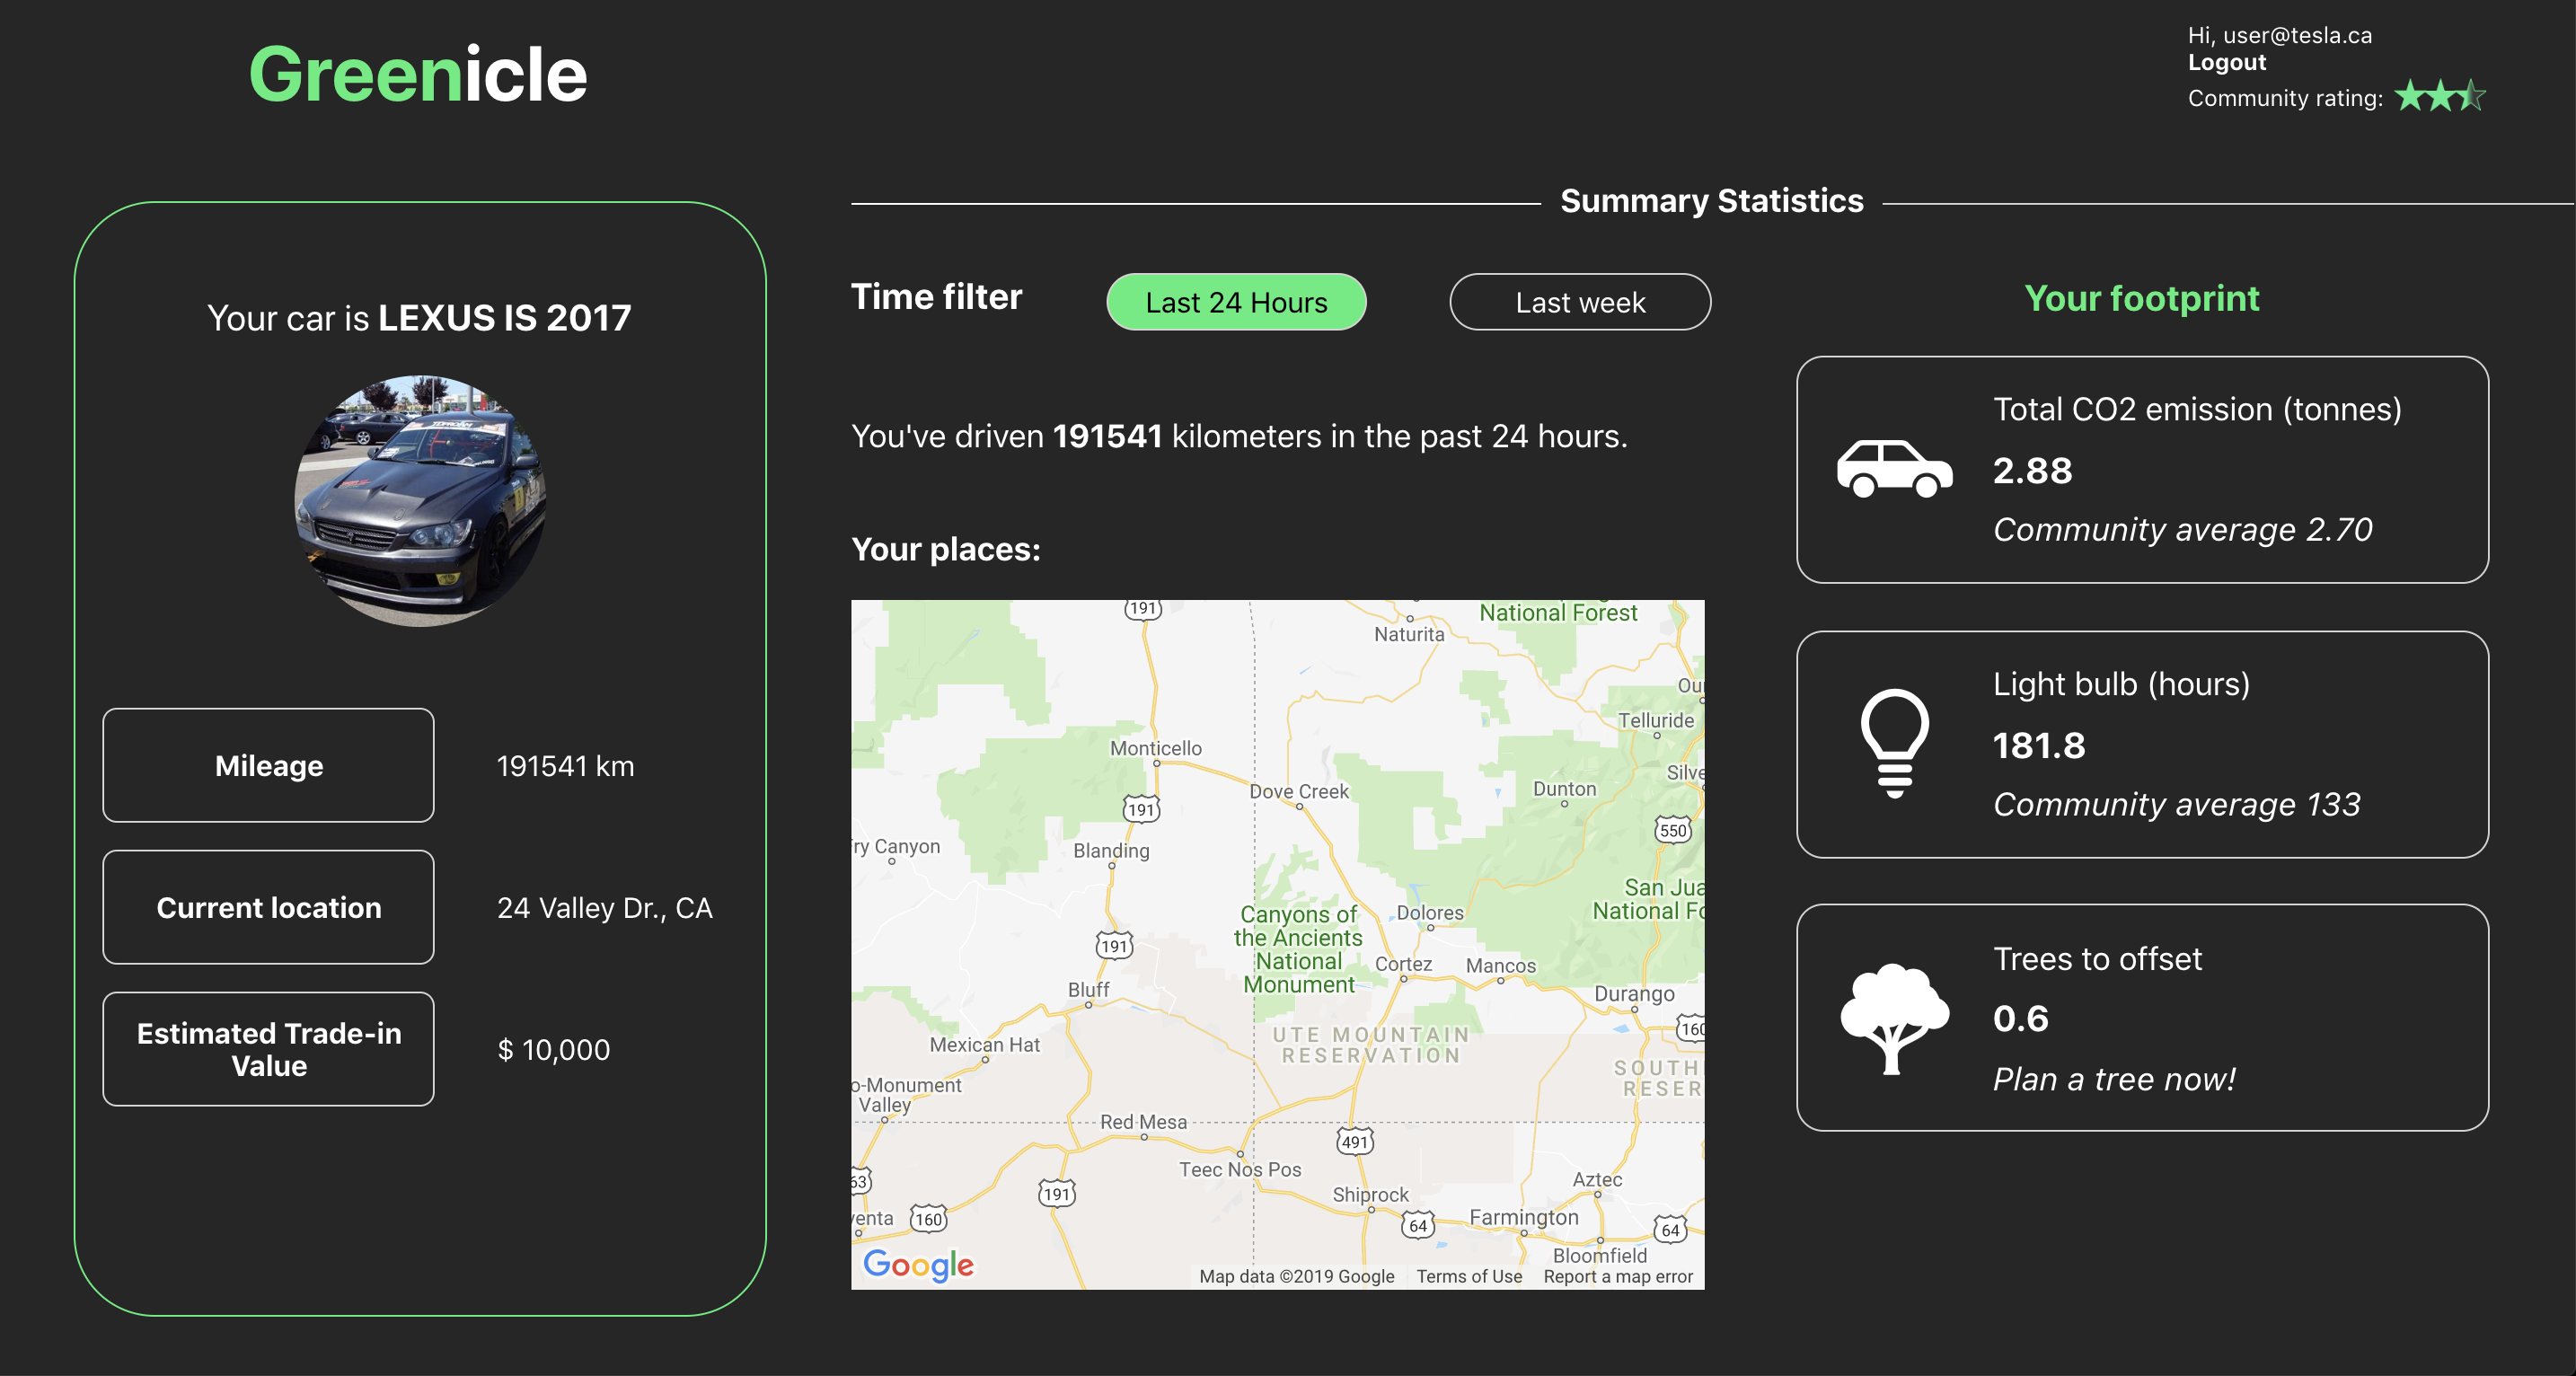 Greenicle
Hi, user@tesla.ca
Logout
Community rating:
Your car is LEXUS IS 2017
Mileage
191541 km
Current location
24 Valley Dr., CA
Estimated Trade-in
Value
$ 10,000
Summary Statistics
Time filter
Last 24 Hours
Last week
You've driven 191541 kilometers in the past 24 hours.
Your places:
191
National Forest
Naturita
Our
Telluride
Monticello
Silve
Dove Creek
Dunton
191
550
ry Canyon
Blanding
San Jua
National Fo
Canyons of
the Ancients
National
Monument
Dolores
191
Cortez
Mancos
Bluff
Durango
160
UTE MOUNTAIN
RESERVATION
Mexican Hat
SOUTH
RESER
o-Monument
Valley
Red Mesa
491
Teec Nos Pos
63
191
Shiprock
Aztec
enta
160
64
Farmington
64
Bloomfield
Google
Map data ©2019 Google
Terms of Use
Report a map error
Your footprint
Total CO2 emission (tonnes)
2.88
Community average 2.70
Light bulb (hours)
181.8
Community average 133
Trees to offset
0.6
Plan a tree now!